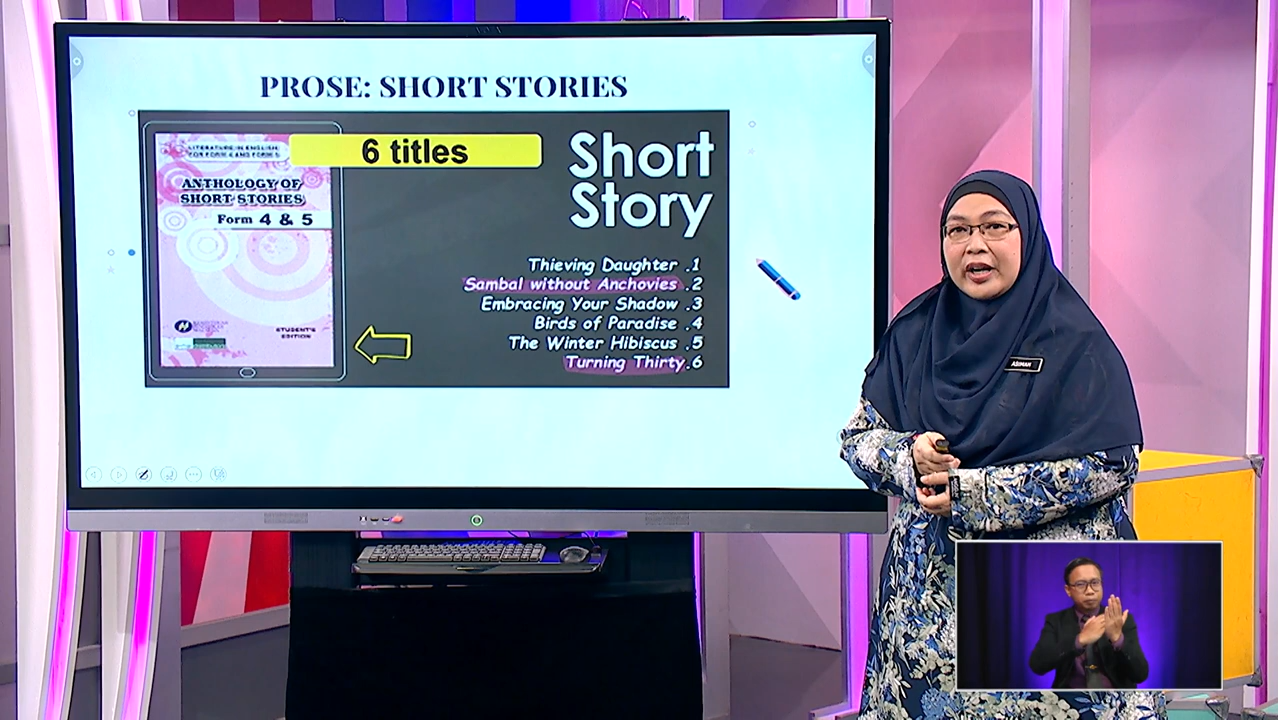 PROSE: SHORT STORIES
LITERATURE IN ENGLISH
FOR FORM 4 AND FORM 5
6 titles
Short
Story
ANTHOLOGY OF
SHORT STORIES
Form 4 & 5
Thieving Daughter .1
Sambal without Anchovies .2
Embracing Your Shadow .3
Birds of Paradise .4
The Winter Hibiscus .5
Turning Thirty .6
STUDENT'S
EDITION